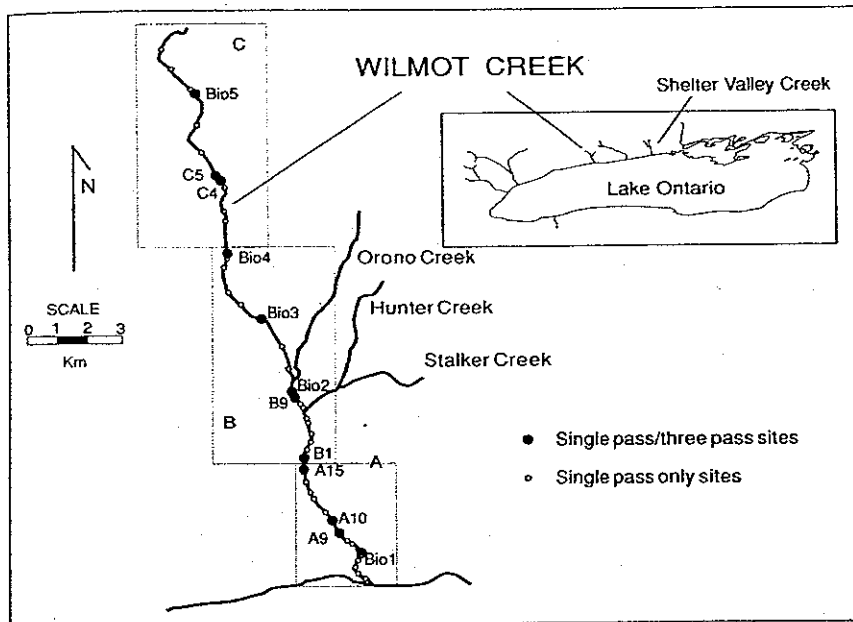 C
WILMOT CREEK
Shelter Valley Creek
Bio5
Lake Ontario
N
C5
C4
Orono Creek
Bio4
Hunter Creek
SCALE
0 1 2 3
Km
Bio3
Stalker Creek
Bio2
B9
B
B1
A
A15
Single pass/three pass sites
Single pass only sites
A10
A9
Bio1